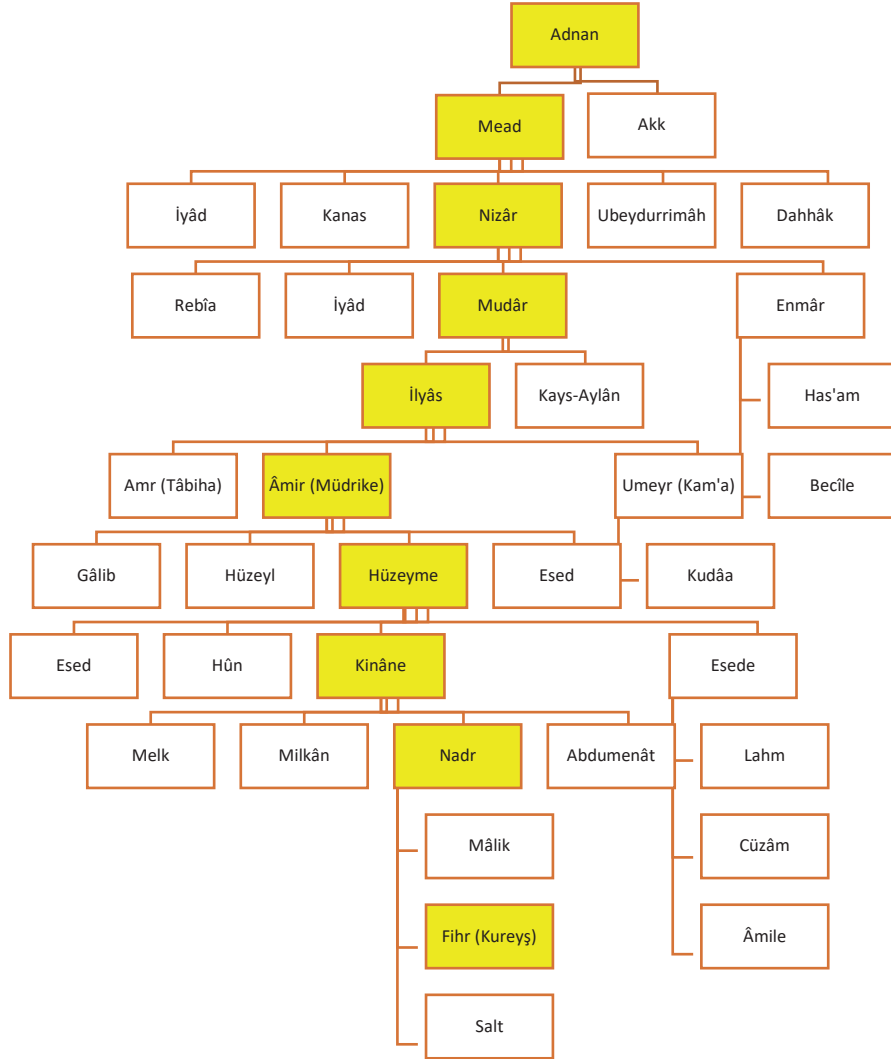 Adnan
Mead
Akk
İyâd
Kanas
Nizâr
Ubeydurrimâh
Dahhâk
Rebîa
İyâd
Mudâr
Enmâr
İlyâs
Kays-Aylân
Has'am
Amr (Tâbiha)
Âmir (Müdrike)
Umeyr (Kam'a)
Becîle
Gâlib
Hüzeyl
Hüzeyme
Esed
Kudâa
Esed
Hûn
Kinâne
Esede
Melk
Milkân
Nadr
Abdumenât
Lahm
Mâlik
Cüzâm
Fihr (Kureyş)
Âmile
Salt